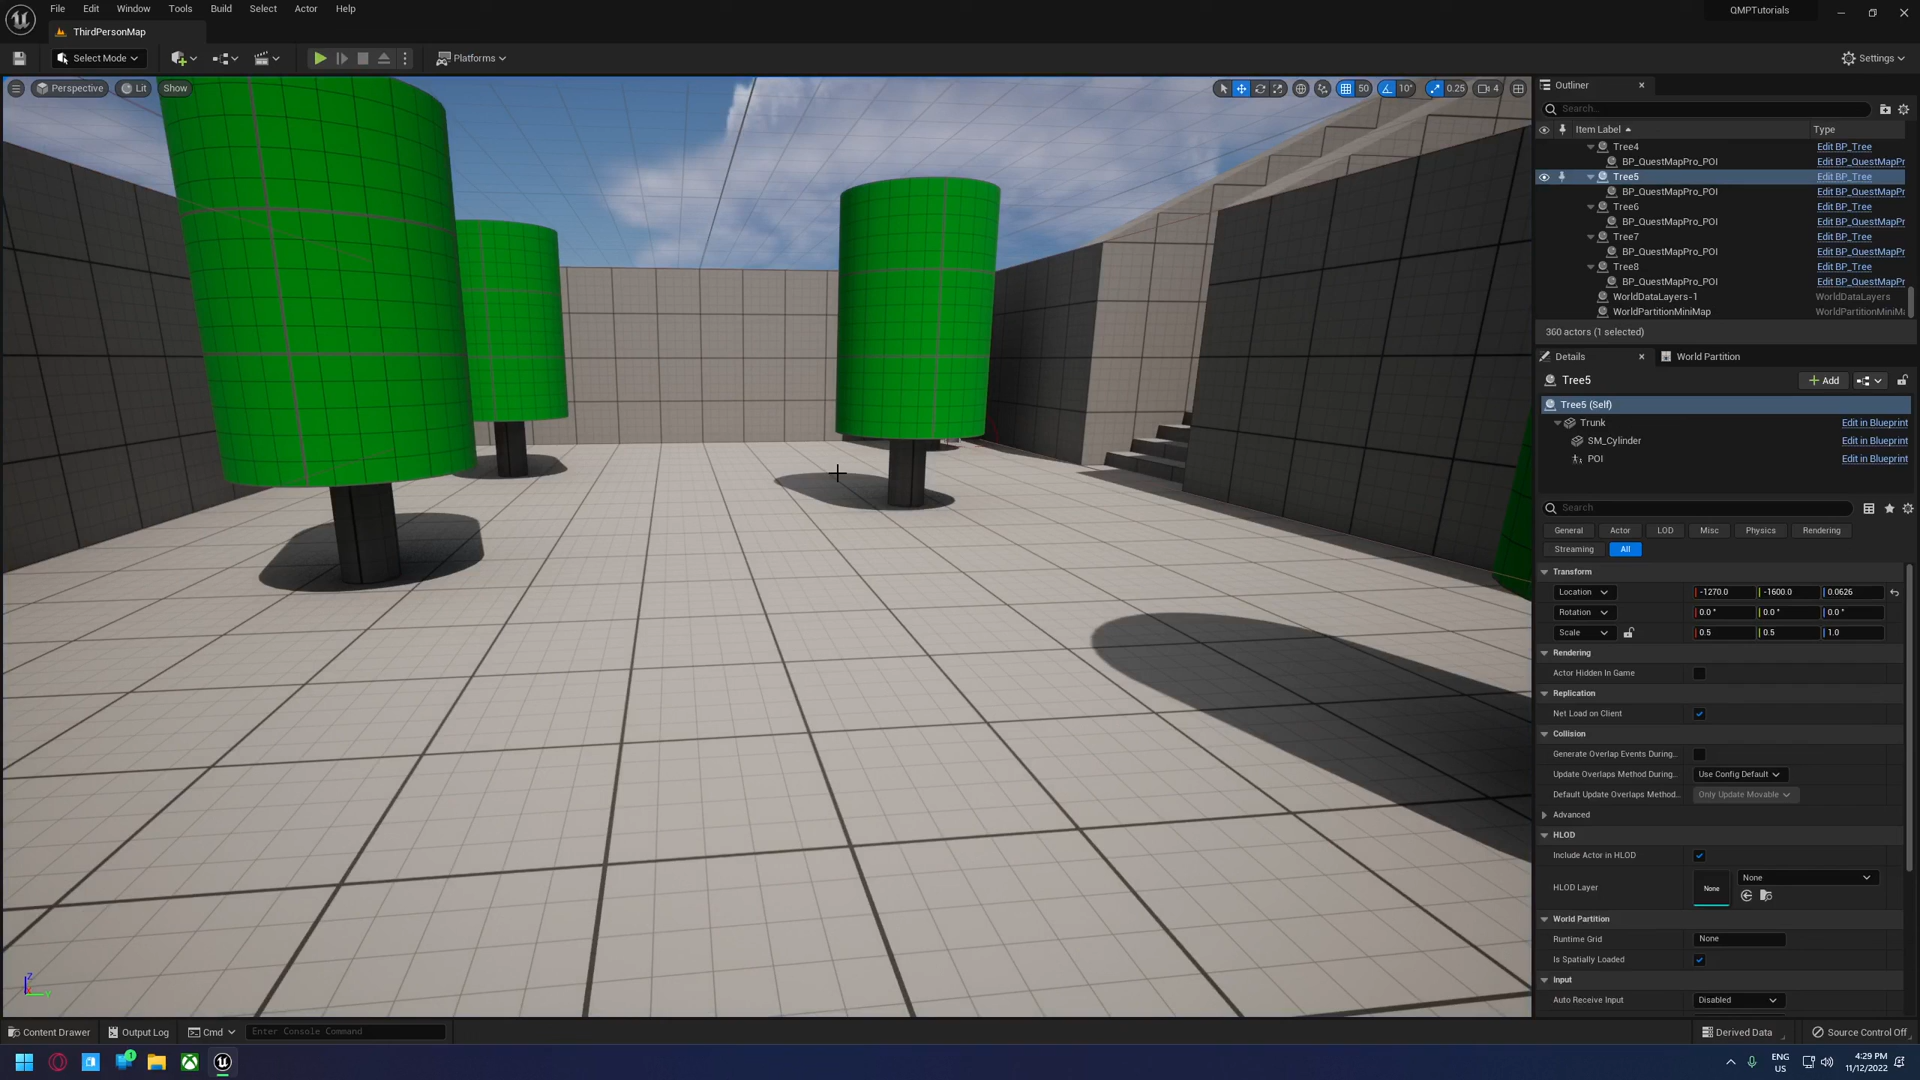 File Edit Window Tools Build Select Actor Help
QMPTutorials
ThirdPersonMap
Select Mode
Platforms
Settings
Perspective Lit Show
50 10° 0.25 4
Outliner
Search...
Item Label Type
Tree4 Edit BP_Tree
BP_QuestMapPro_POI Edit BP_QuestMapPr
Tree5 Edit BP_Tree
BP_QuestMapPro_POI Edit BP_QuestMapPr
Tree6 Edit BP_Tree
BP_QuestMapPro_POI Edit BP_QuestMapPr
Tree7 Edit BP_Tree
BP_QuestMapPro_POI Edit BP_QuestMapPr
Tree8 Edit BP_Tree
BP_QuestMapPro_POI Edit BP_QuestMapPr
WorldDataLayers-1 WorldDataLayers
WorldPartitionMiniMap WorldPartitionMiniMa
360 actors (1 selected)
Details World Partition
Tree5
Add
Tree5 (Self)
Trunk Edit in Blueprint
SM_Cylinder Edit in Blueprint
POI Edit in Blueprint
Search
General Actor LOD Misc Physics Rendering
Streaming All
Transform
Location -1270.0 -1600.0 0.0626
Rotation 0.0 ° 0.0 ° 0.0 °
Scale 0.5 0.5 1.0
Rendering
Actor Hidden In Game
Replication
Net Load on Client
Collision
Generate Overlap Events During...
Update Overlaps Method During... Use Config Default
Default Update Overlaps Method... Only Update Movable
Advanced
HLOD
Include Actor in HLOD
HLOD Layer None None
World Partition
Runtime Grid None
Is Spatially Loaded
Input
Auto Receive Input Disabled
Z
Content Drawer Output Log Cmd Enter Console Command
Derived Data Source Control Off
1
ENG
US
4:29 PM
11/12/2022